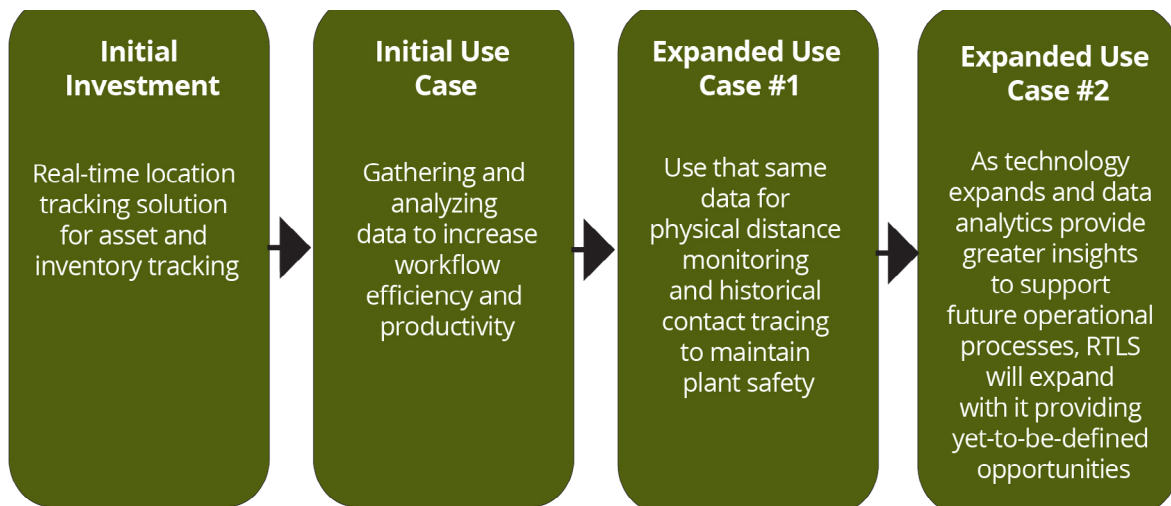 Initial
Investment
Real-time location
tracking solution
for asset and
inventory tracking
Initial Use
Case
Gathering and
analyzing
data to increase
workflow
efficiency and
productivity
Expanded Use
Case #1
Use that same
data for
physical distance
monitoring
and historical
contact tracing
to maintain
plant safety
Expanded Use
Case #2
As technology
expands and data
analytics provide
greater insights
to support
future operational
processes, RTLS
will expand
with it providing
yet-to-be-defined
opportunities